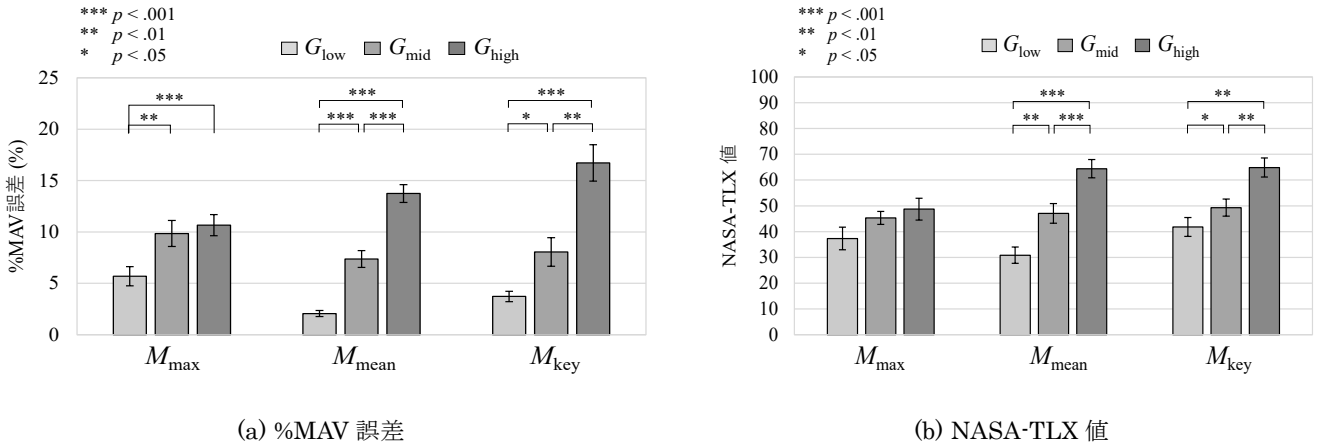 *** p < .001
** p < .01
* p < .05
G_low G_mid G_high
%MAV誤差 (%)
25
20
15
10
5
0
*** **
*** *** ***
*** * **
M_max M_mean M_key
(a) %MAV 誤差
*** p < .001
** p < .01
* p < .05
G_low G_mid G_high
NASA-TLX 値
100
90
80
70
60
50
40
30
20
10
0
*** ** ***
** * **
M_max M_mean M_key
(b) NASA-TLX 値